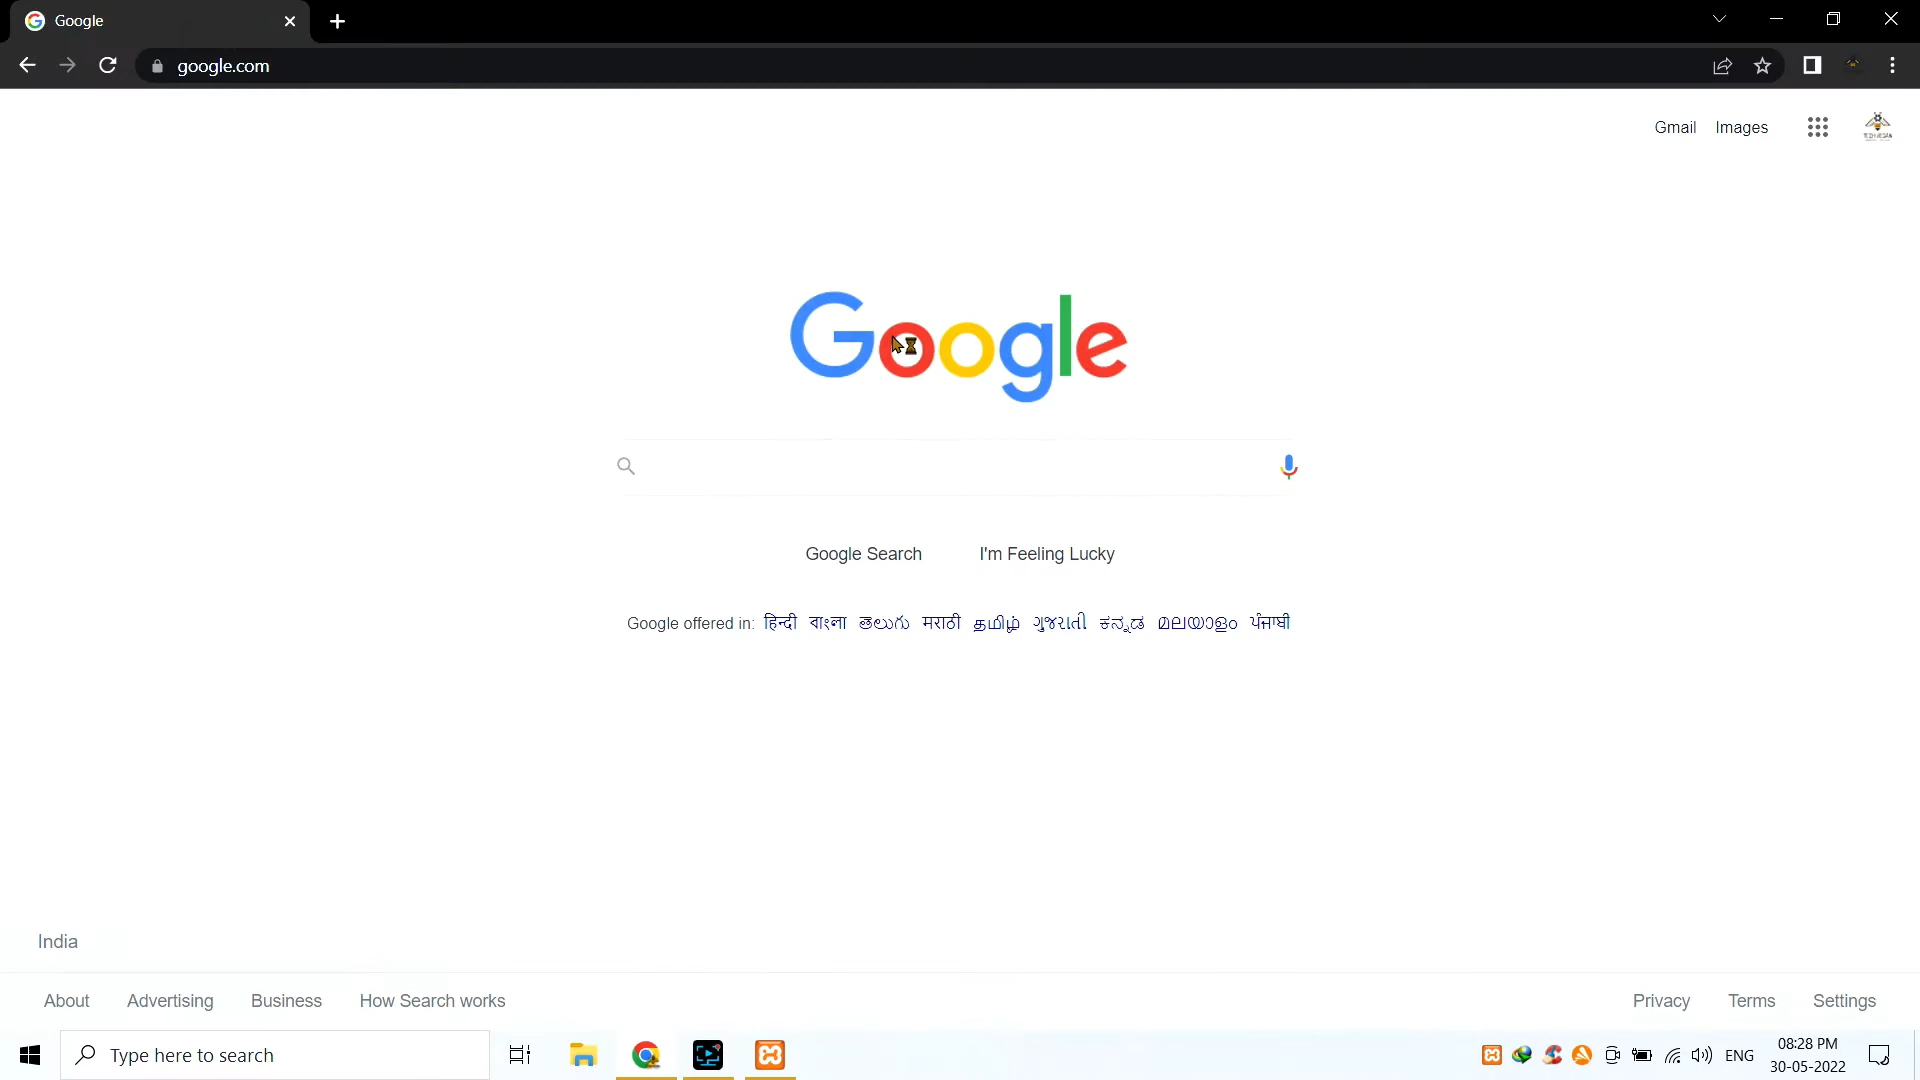 Google
google.com
Gmail Images
Google
Google Search I'm Feeling Lucky
Google offered in: हिन्दी বাংলা తెలుగు मराठी தமிழ் ગુજરાતી ಕನ್ನಡ മലയാളം ਪੰਜਾਬੀ
India
About Advertising Business How Search works Privacy Terms Settings
Type here to search
ENG
08:28 PM
30-05-2022